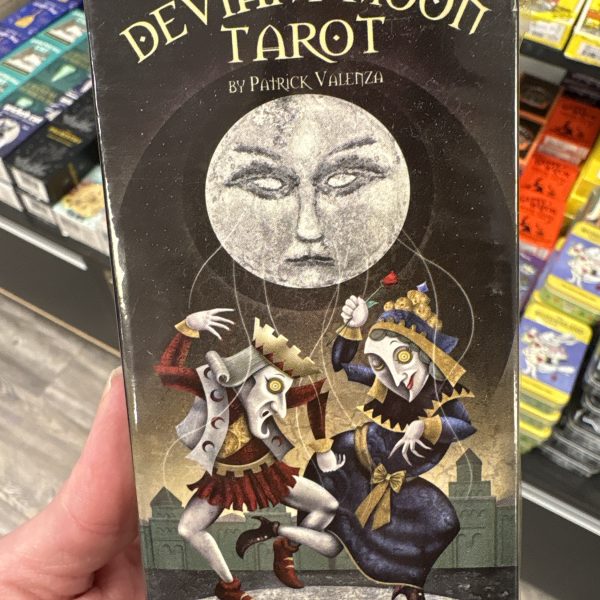 DEVIANT MOON
TAROT
BY PATRICK VALENZA